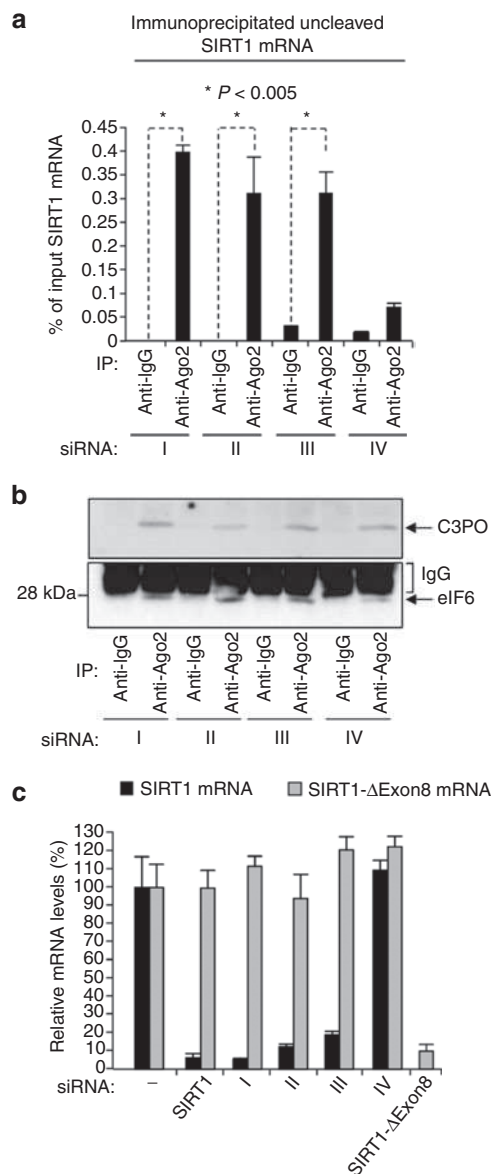 a
Immunoprecipitated uncleaved
SIRT1 mRNA
* P < 0.005
* * *
% of input SIRT1 mRNA
0.45
0.4
0.35
0.3
0.25
0.2
0.15
0.1
0.05
0
IP: Anti-IgG Anti-Ago2 Anti-IgG Anti-Ago2 Anti-IgG Anti-Ago2 Anti-IgG Anti-Ago2
siRNA: I II III IV
b
C3PO
IgG
28 kDa
eIF6
IP: Anti-IgG Anti-Ago2 Anti-IgG Anti-Ago2 Anti-IgG Anti-Ago2 Anti-IgG Anti-Ago2
siRNA: I II III IV
c
SIRT1 mRNA SIRT1-ΔExon8 mRNA
Relative mRNA levels (%)
130
120
110
100
90
80
70
60
50
40
30
20
10
0
siRNA: – SIRT1 I II III IV SIRT1-ΔExon8